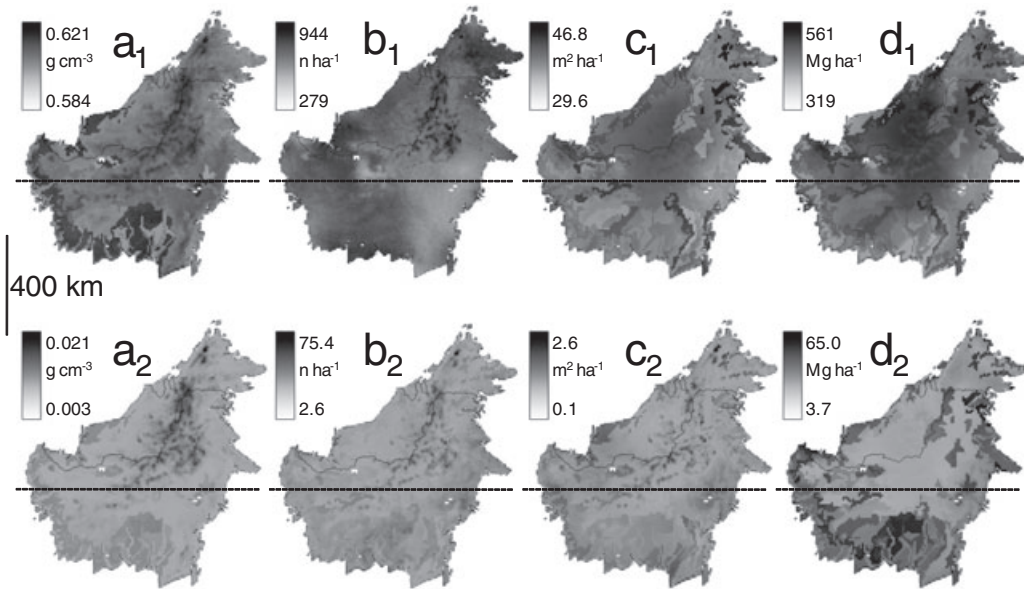 a1
0.621
g cm-3
0.584
b1
944
n ha-1
279
c1
46.8
m2 ha-1
29.6
d1
561
Mg ha-1
319
400 km
a2
0.021
g cm-3
0.003
b2
75.4
n ha-1
2.6
c2
2.6
m2 ha-1
0.1
d2
65.0
Mg ha-1
3.7